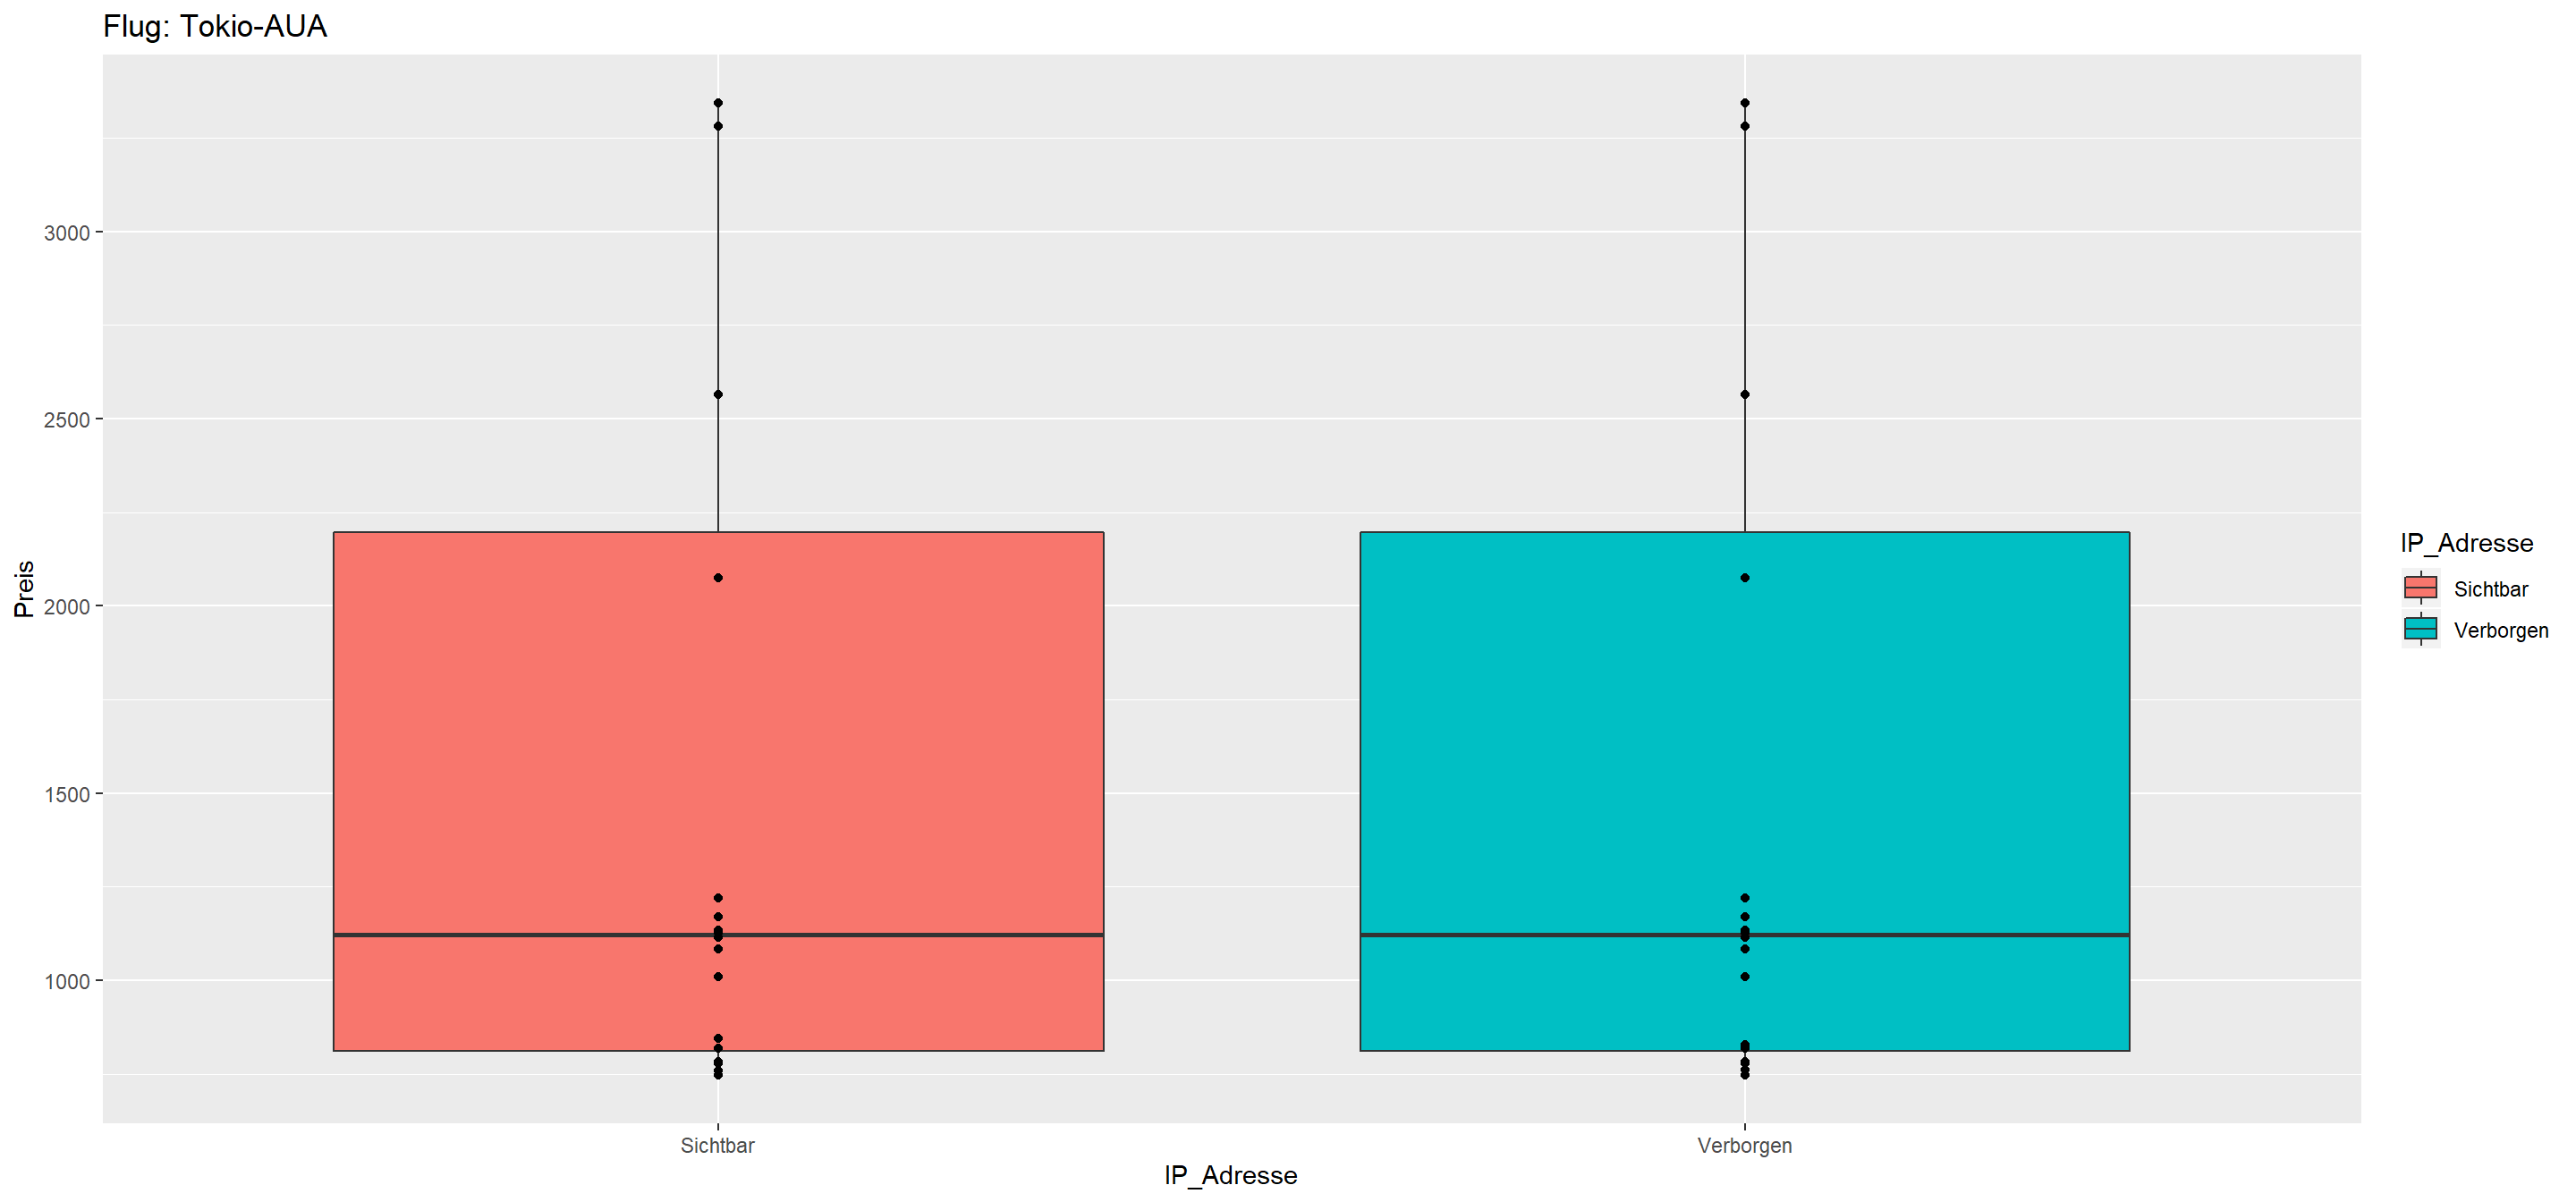 Flug: Tokio-AUA
3000
2500
2000
1500
1000
Preis
Sichtbar
Verborgen
IP_Adresse
IP_Adresse
Sichtbar
Verborgen